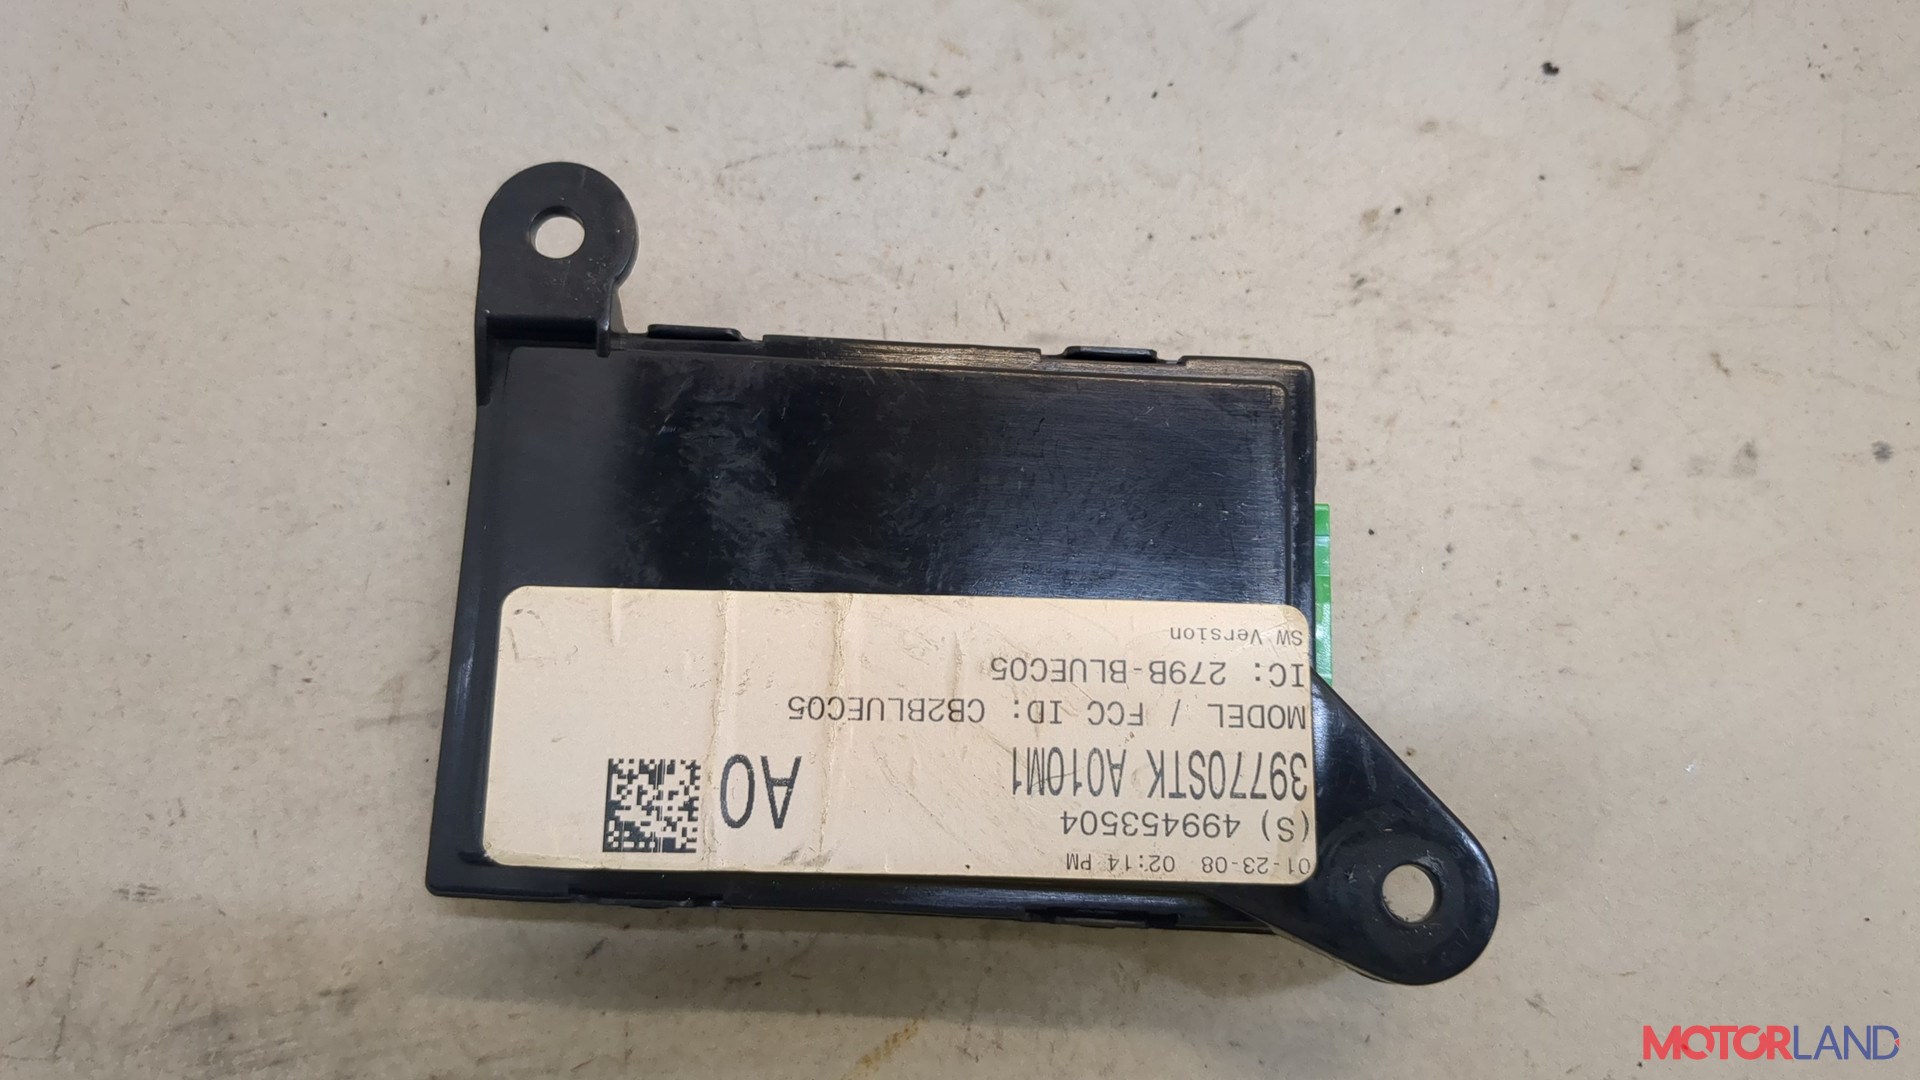 01-23-08 02:14 PM
(S) 499453504
39770STK A010M1 A0
MODEL / FCC ID: CB2BLUEC05
IC: 279B-BLUEC05
SW Version
MOTORLAND